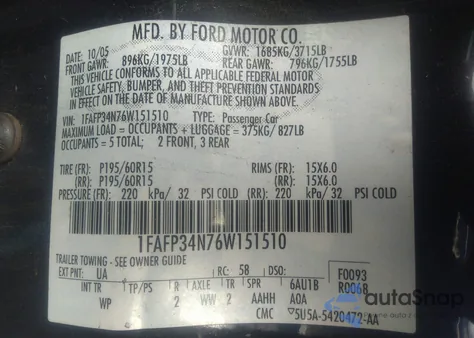 MFD. BY FORD MOTOR CO.
DATE: 10/05 GVWR: 1685KG/3715LB
FRONT GAWR: 896KG/1975LB REAR GAWR: 796KG/1755LB
THIS VEHICLE CONFORMS TO ALL APPLICABLE FEDERAL MOTOR
VEHICLE SAFETY, BUMPER, AND THEFT PREVENTION STANDARDS
IN EFFECT ON THE DATE OF MANUFACTURE SHOWN ABOVE.
VIN: 1FAFP34N76W151510 TYPE: Passenger Car
MAXIMUM LOAD = OCCUPANTS + LUGGAGE = 375KG/827LB
OCCUPANTS = 5 TOTAL; 2 FRONT, 3 REAR
TIRE (FR): P195/60R15 RIMS (FR): 15X6.0
(RR): P195/60R15 (RR): 15X6.0
PRESSURE (FR): 220 kPa/ 32 PSI COLD (RR): 220 kPa/ 32 PSI COLD
1FAFP34N76W151510
TRAILER TOWING - SEE OWNER GUIDE
EXT PNT: UA RC: 58 DSO: F0093
INT TR TP/PS R AXLE TR SPR 6AU1B R006B
WP 2 WW 2 AAHH AOA
CMC 5U5A-5420472-AA
autoSnap